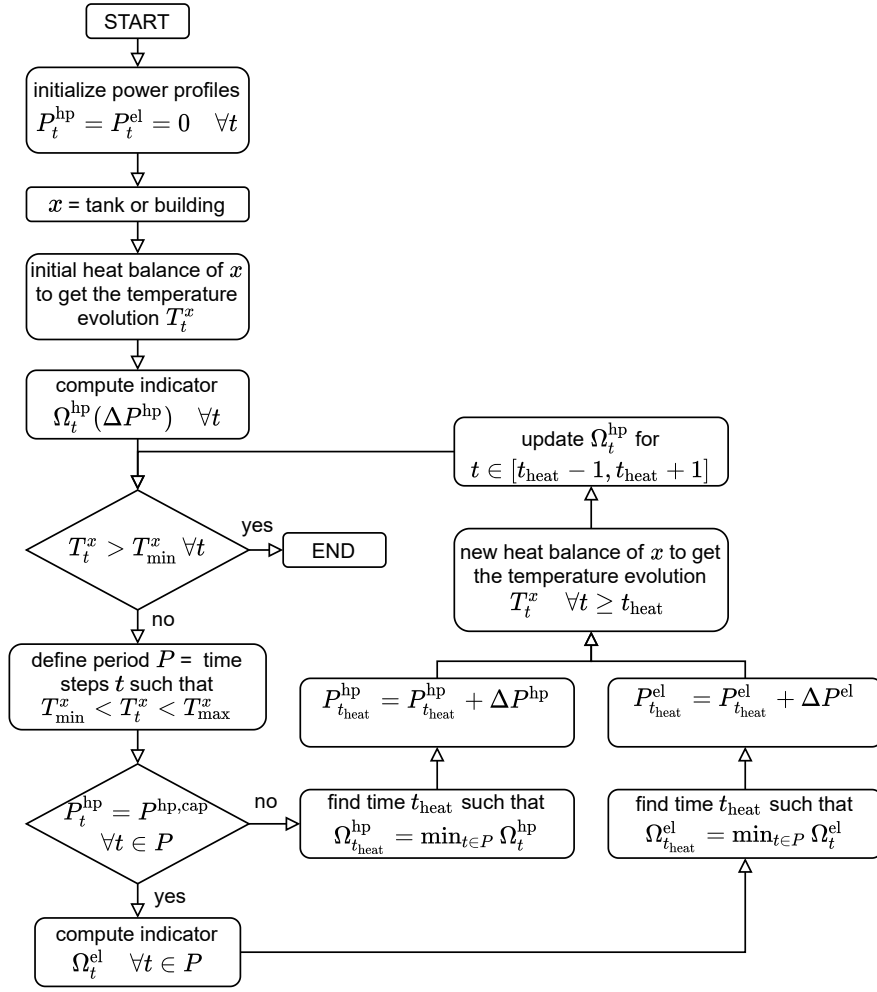 START
initialize power profiles
P_t^hp = P_t^el = 0 ∀t
x = tank or building
initial heat balance of x
to get the temperature
evolution T_t^x
compute indicator
Ω_t^hp(ΔP^hp) ∀t
update Ω_t^hp for
t ∈ [t_heat − 1, t_heat + 1]
T_t^x > T_min^x ∀t
yes
END
no
new heat balance of x to get
the temperature evolution
T_t^x ∀t ≥ t_heat
define period P = time
steps t such that
T_min^x < T_t^x < T_max^x
P_t_heat^hp = P_t_heat^hp + ΔP^hp
P_t_heat^el = P_t_heat^el + ΔP^el
P_t^hp = P^hp,cap
∀t ∈ P
no
find time t_heat such that
Ω_t_heat^hp = min_t∈P Ω_t^hp
find time t_heat such that
Ω_t_heat^el = min_t∈P Ω_t^el
yes
compute indicator
Ω_t^el ∀t ∈ P